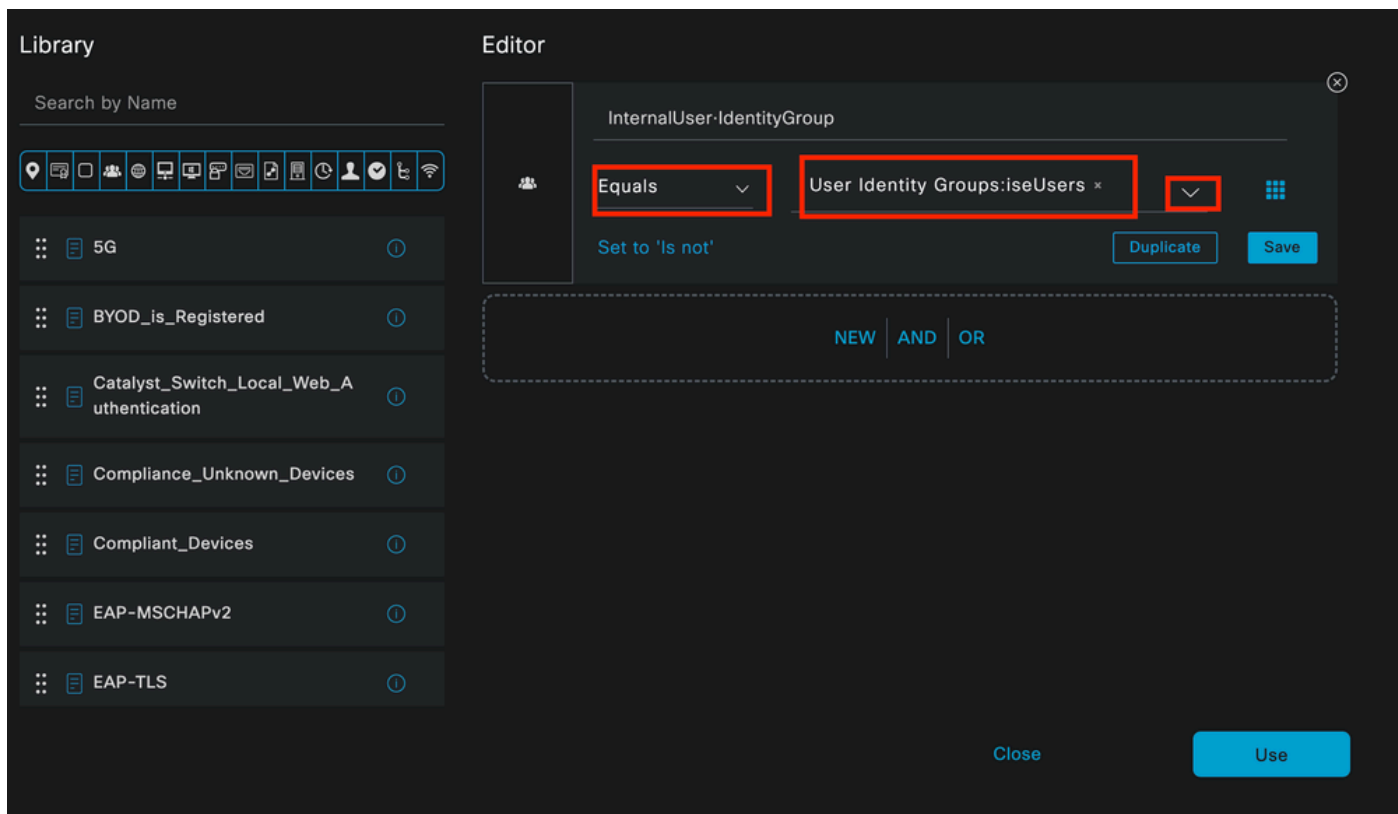 Library
Search by Name
5G
BYOD_is_Registered
Catalyst_Switch_Local_Web_A
uthentication
Compliance_Unknown_Devices
Compliant_Devices
EAP-MSCHAPv2
EAP-TLS
Editor
InternalUser·IdentityGroup
Equals
User Identity Groups:iseUsers ×
Set to 'Is not'
Duplicate
Save
NEW AND OR
Close
Use